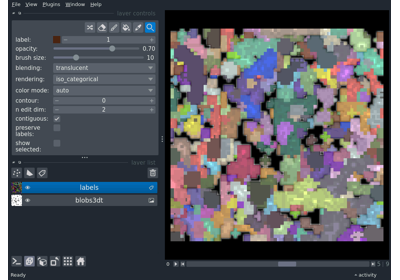 File View Plugins Window Help
layer controls
label: 1
opacity: 0.70
brush size: 10
blending: translucent
rendering: iso_categorical
color mode: auto
contour: 0
n edit dim: 2
contiguous:
preserve
labels:
show
selected:
layer list
labels
blobs3dt
Ready
activity